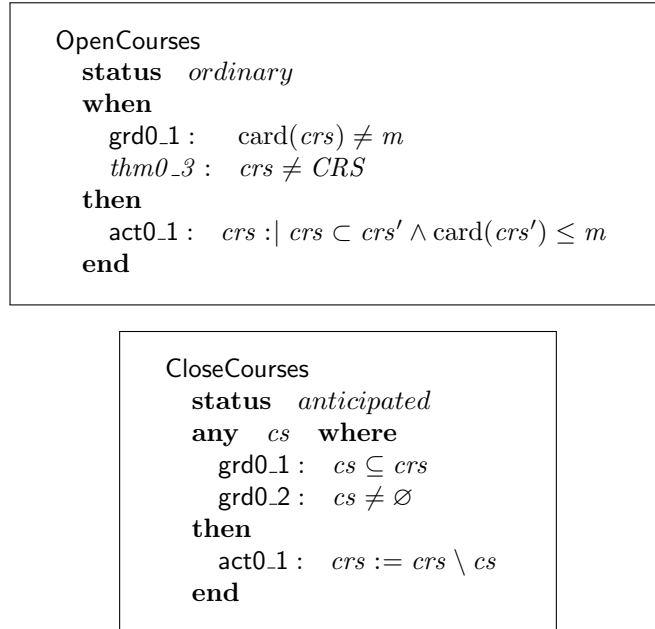 OpenCourses
status ordinary
when
grd0_1 : card(crs) ≠ m
thm0_3 : crs ≠ CRS
then
act0_1 : crs :| crs ⊂ crs′ ∧ card(crs′) ≤ m
end
CloseCourses
status anticipated
any cs where
grd0_1 : cs ⊆ crs
grd0_2 : cs ≠ ∅
then
act0_1 : crs := crs \ cs
end